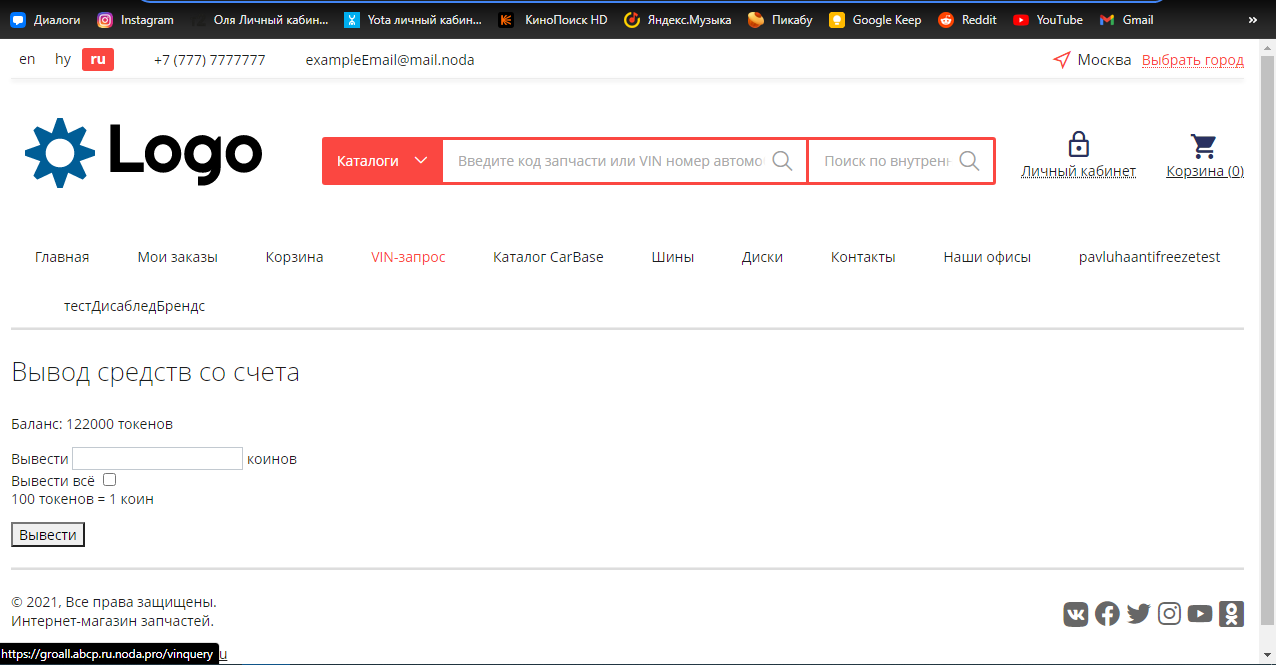 Диалоги Instagram Оля Личный кабин... Yota личный кабин... КиноПоиск HD Яндекс.Музыка Пикабу Google Keep Reddit YouTube Gmail »
en hy ru +7 (777) 7777777 exampleEmail@mail.noda Москва Выбрать город
Logo
Каталоги Введите код запчасти или VIN номер автомо Поиск по внутрен
Личный кабинет Корзина (0)
Главная Мои заказы Корзина VIN-запрос Каталог CarBase Шины Диски Контакты Наши офисы pavluhaantifreezetest
тестДисабледБрендс
Вывод средств со счета
Баланс: 122000 токенов
Вывести коинов
Вывести всё
100 токенов = 1 коин
Вывести
© 2021, Все права защищены.
Интернет-магазин запчастей.
https://groall.abcp.ru.noda.pro/vinquery u